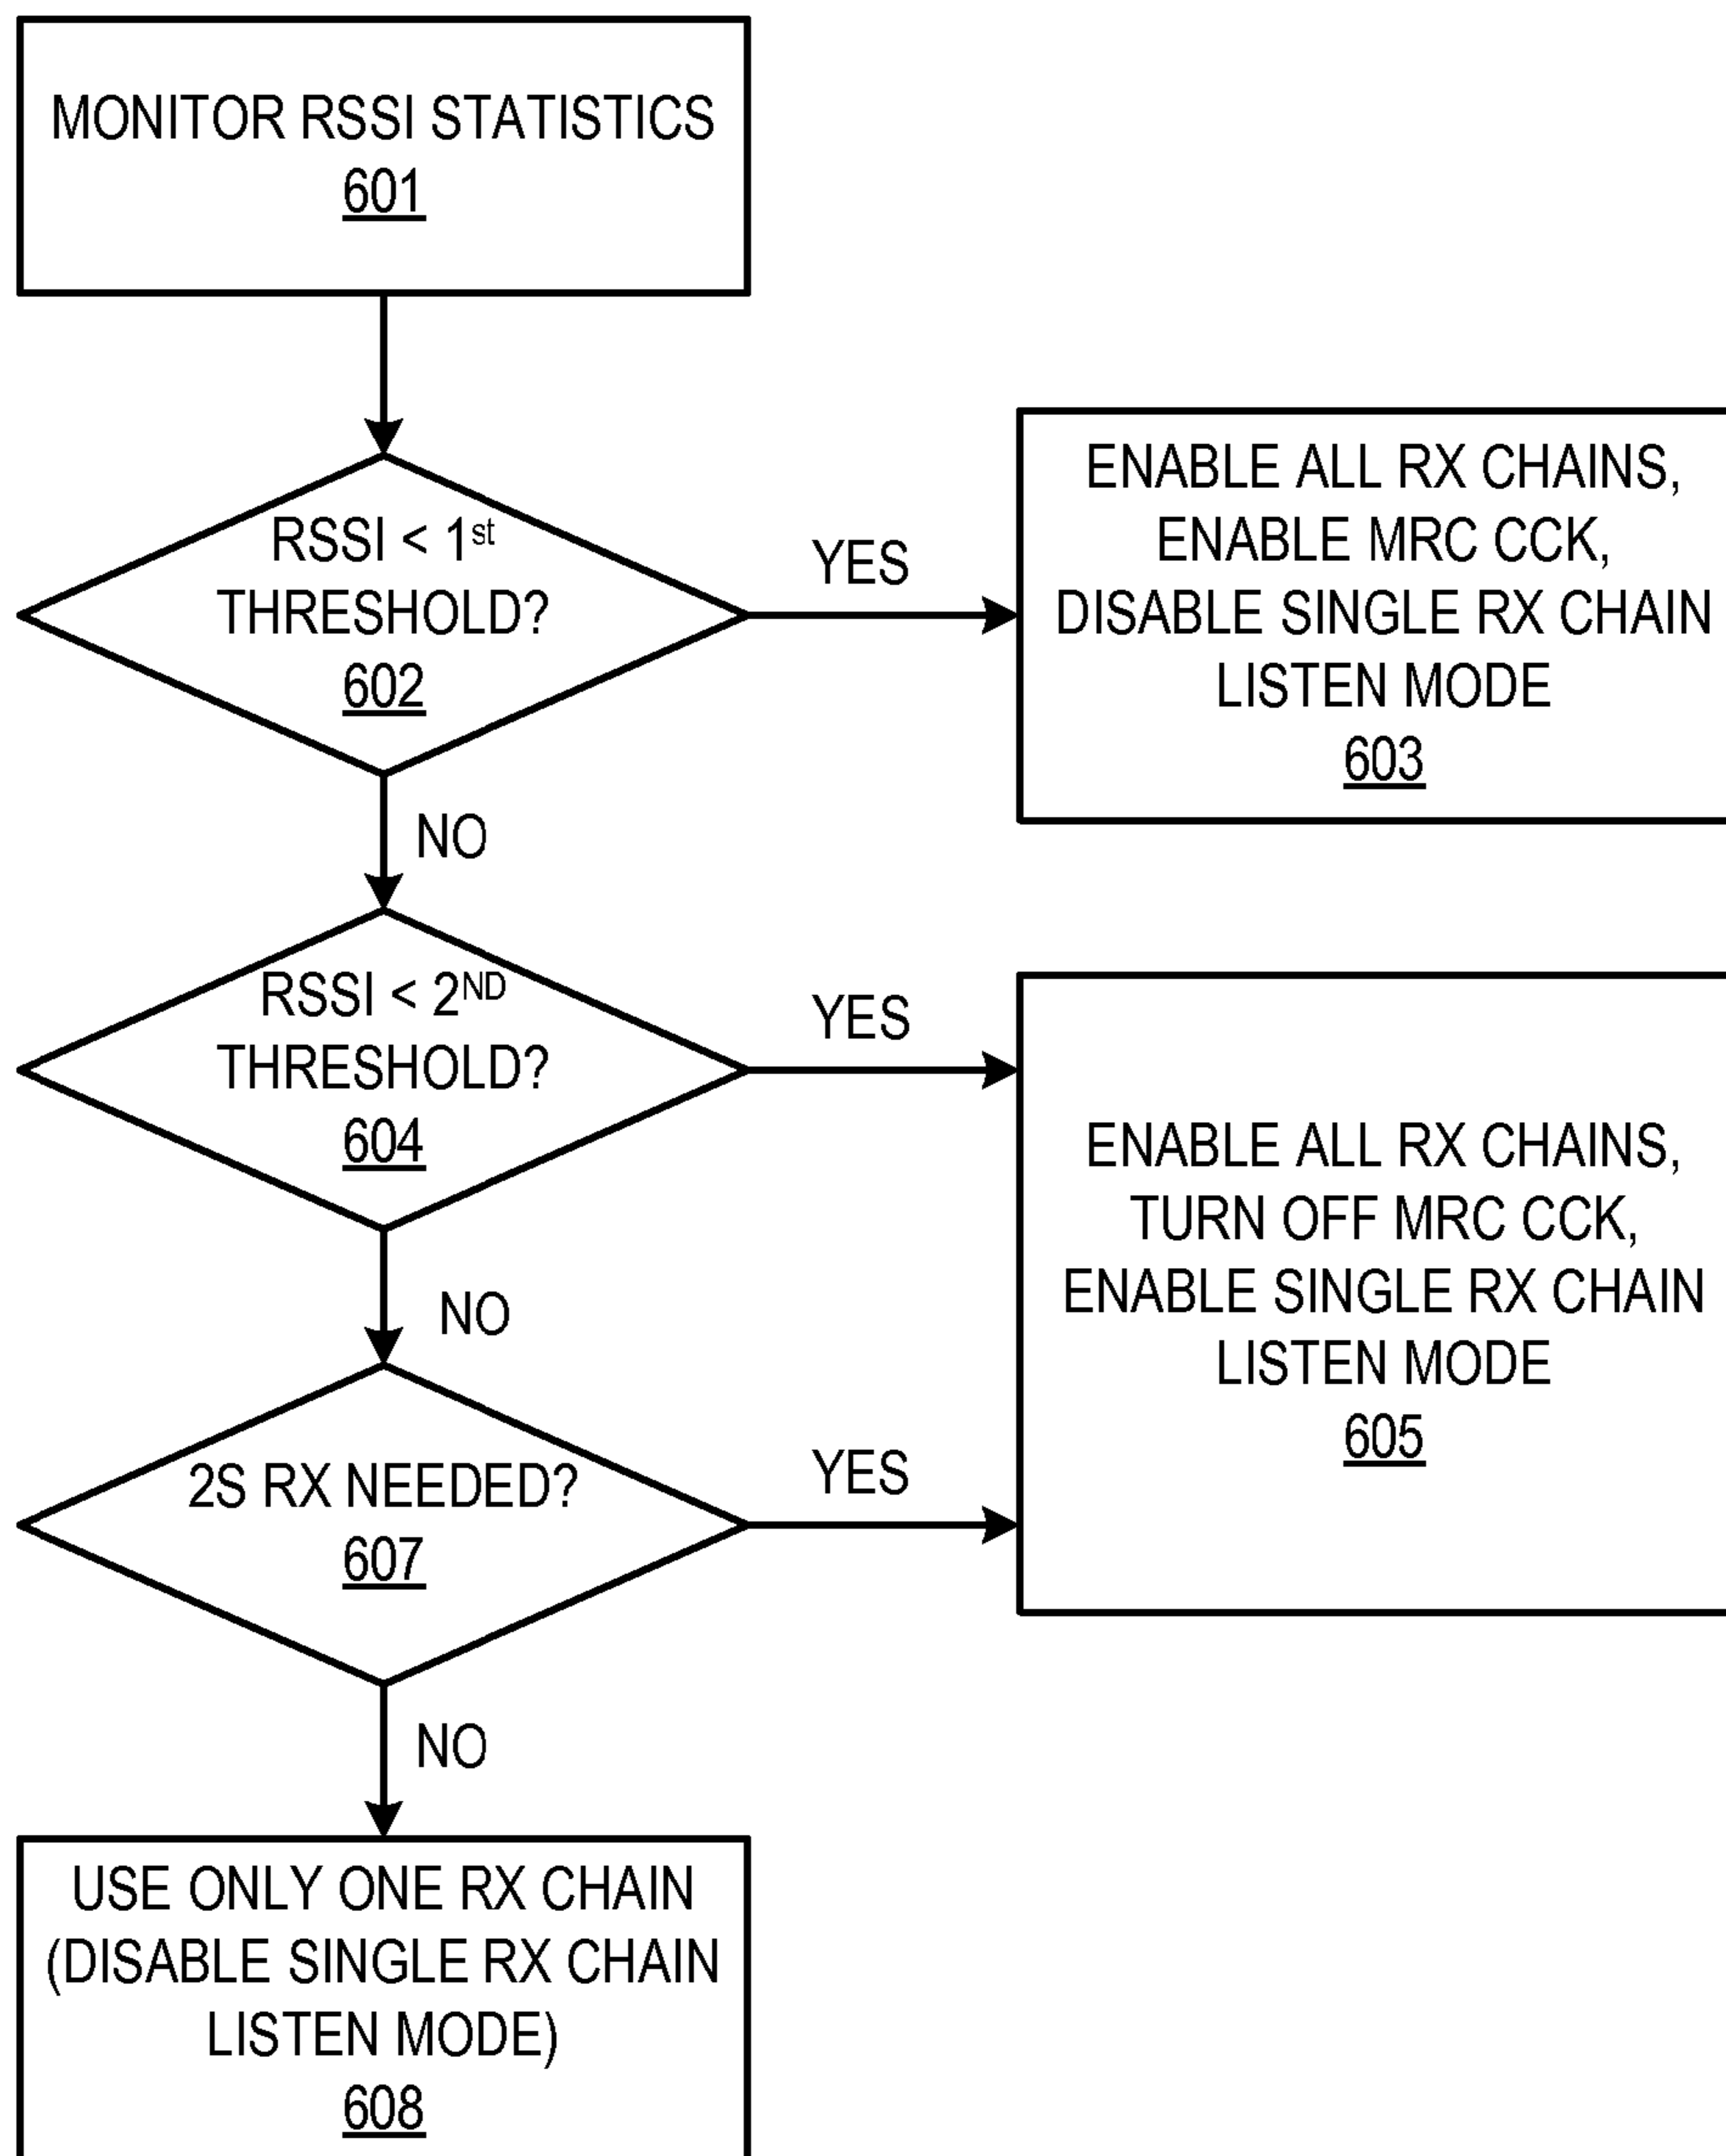 MONITOR RSSI STATISTICS
601
RSSI < 1st
THRESHOLD?
602
YES
ENABLE ALL RX CHAINS,
ENABLE MRC CCK,
DISABLE SINGLE RX CHAIN
LISTEN MODE
603
NO
RSSI < 2ND
THRESHOLD?
604
YES
ENABLE ALL RX CHAINS,
TURN OFF MRC CCK,
ENABLE SINGLE RX CHAIN
LISTEN MODE
605
NO
2S RX NEEDED?
607
YES
NO
USE ONLY ONE RX CHAIN
(DISABLE SINGLE RX CHAIN
LISTEN MODE)
608